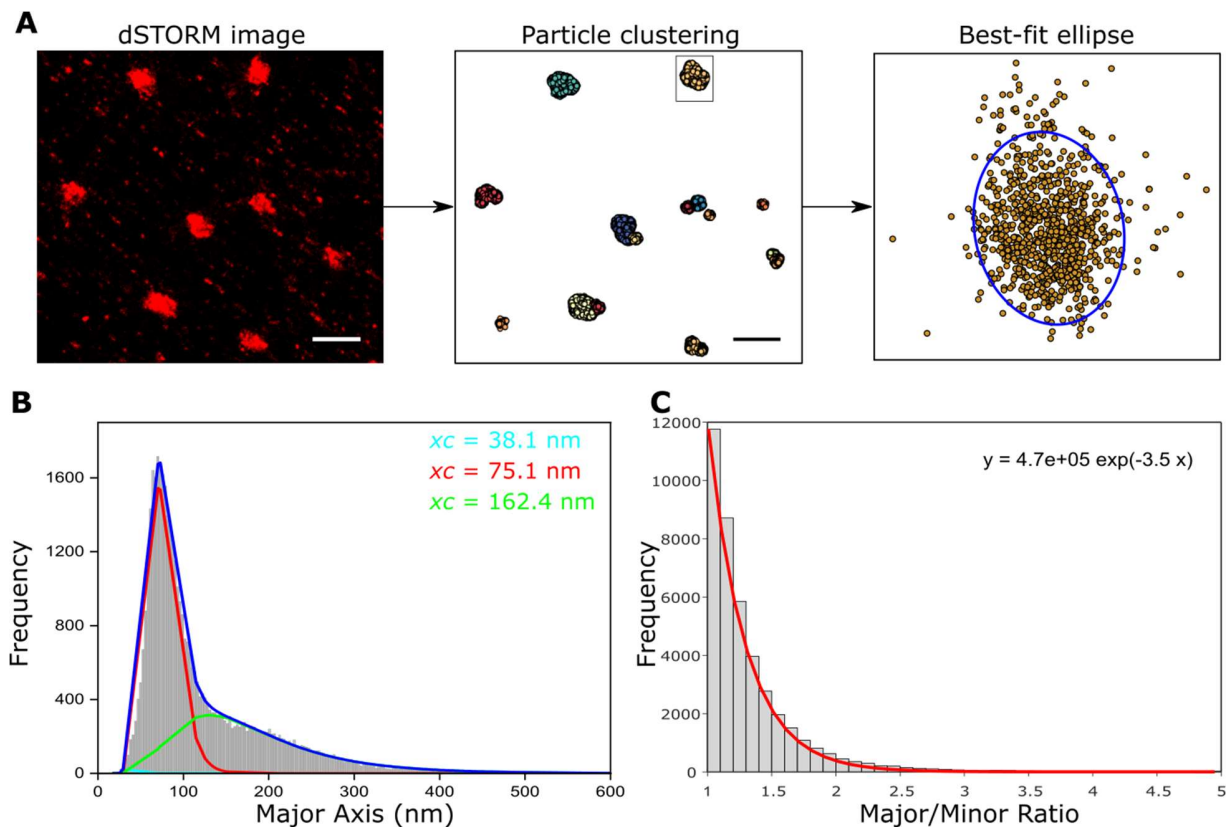 A
dSTORM image
Particle clustering
Best-fit ellipse
B
xc = 38.1 nm
xc = 75.1 nm
xc = 162.4 nm
1600
1200
800
400
0
Frequency
0 100 200 300 400 500 600
Major Axis (nm)
C
y = 4.7e+05 exp(-3.5 x)
12000
10000
8000
6000
4000
2000
0
Frequency
1 1.5 2 2.5 3 3.5 4 4.5 5
Major/Minor Ratio